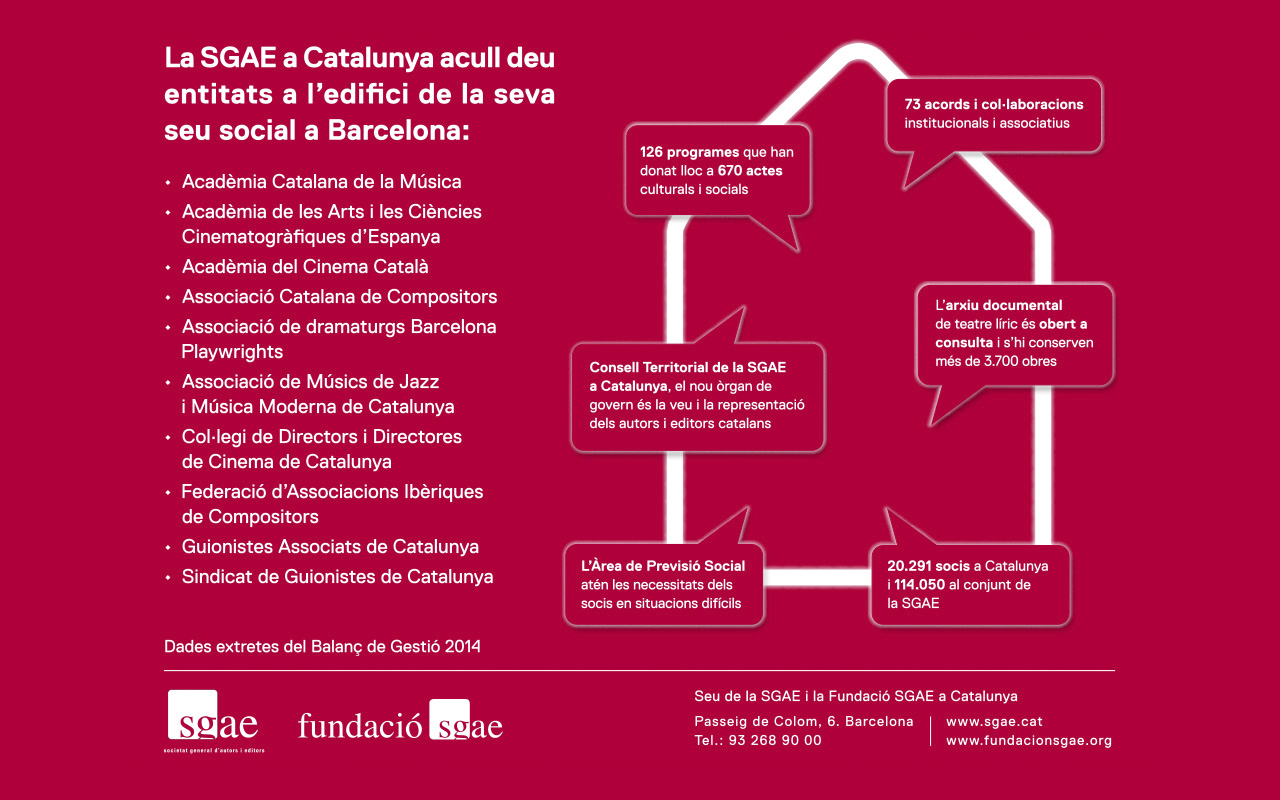 La SGAE a Catalunya acull deu
entitats a l’edifici de la seva
seu social a Barcelona:
• Acadèmia Catalana de la Música
• Acadèmia de les Arts i les Ciències
Cinematogràfiques d’Espanya
• Acadèmia del Cinema Català
• Associació Catalana de Compositors
• Associació de dramaturgs Barcelona
Playwrights
• Associació de Músics de Jazz
i Música Moderna de Catalunya
• Col·legi de Directors i Directores
de Cinema de Catalunya
• Federació d’Associacions Ibèriques
de Compositors
• Guionistes Associats de Catalunya
• Sindicat de Guionistes de Catalunya
Dades extretes del Balanç de Gestió 2014
73 acords i col·laboracions
institucionals i associatius
126 programes que han
donat lloc a 670 actes
culturals i socials
L’arxiu documental
de teatre líric és obert a
consulta i s’hi conserven
més de 3.700 obres
Consell Territorial de la SGAE
a Catalunya, el nou òrgan de
govern és la veu i la representació
dels autors i editors catalans
L’Àrea de Previsió Social
atén les necessitats dels
socis en situacions difícils
20.291 socis a Catalunya
i 114.050 al conjunt de
la SGAE
sgae
societat general d’autors i editors
fundació sgae
Seu de la SGAE i la Fundació SGAE a Catalunya
Passeig de Colom, 6. Barcelona
Tel.: 93 268 90 00
www.sgae.cat
www.fundacionsgae.org